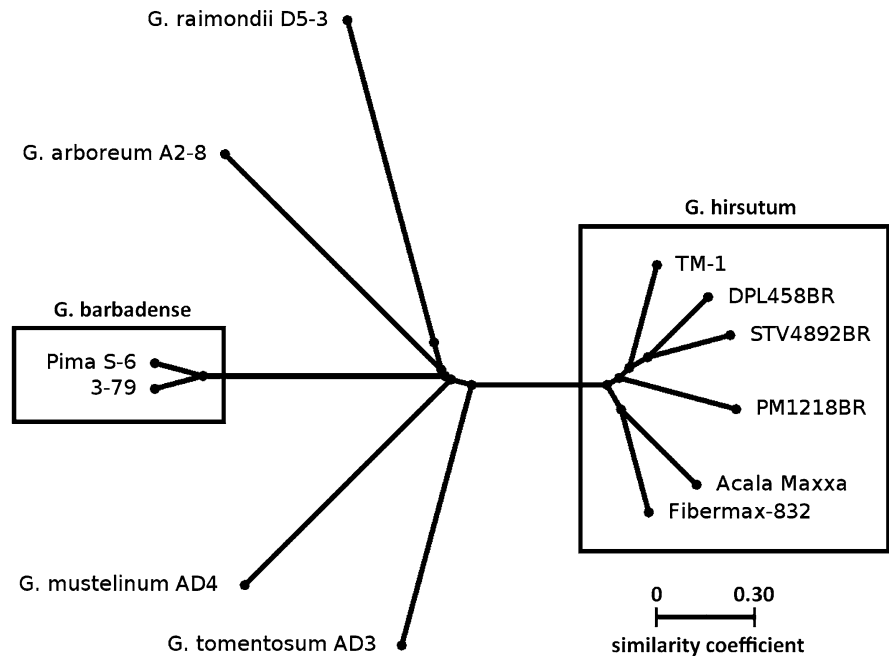 G. raimondii D5-3
G. arboreum A2-8
G. hirsutum
TM-1
DPL458BR
STV4892BR
G. barbadense
Pima S-6
3-79
PM1218BR
Acala Maxxa
Fibermax-832
G. mustelinum AD4
G. tomentosum AD3
0 0.30
similarity coefficient